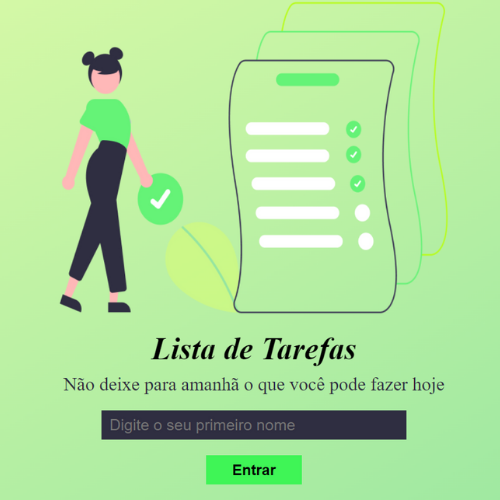 Lista de Tarefas
Não deixe para amanhã o que você pode fazer hoje
Digite o seu primeiro nome
Entrar